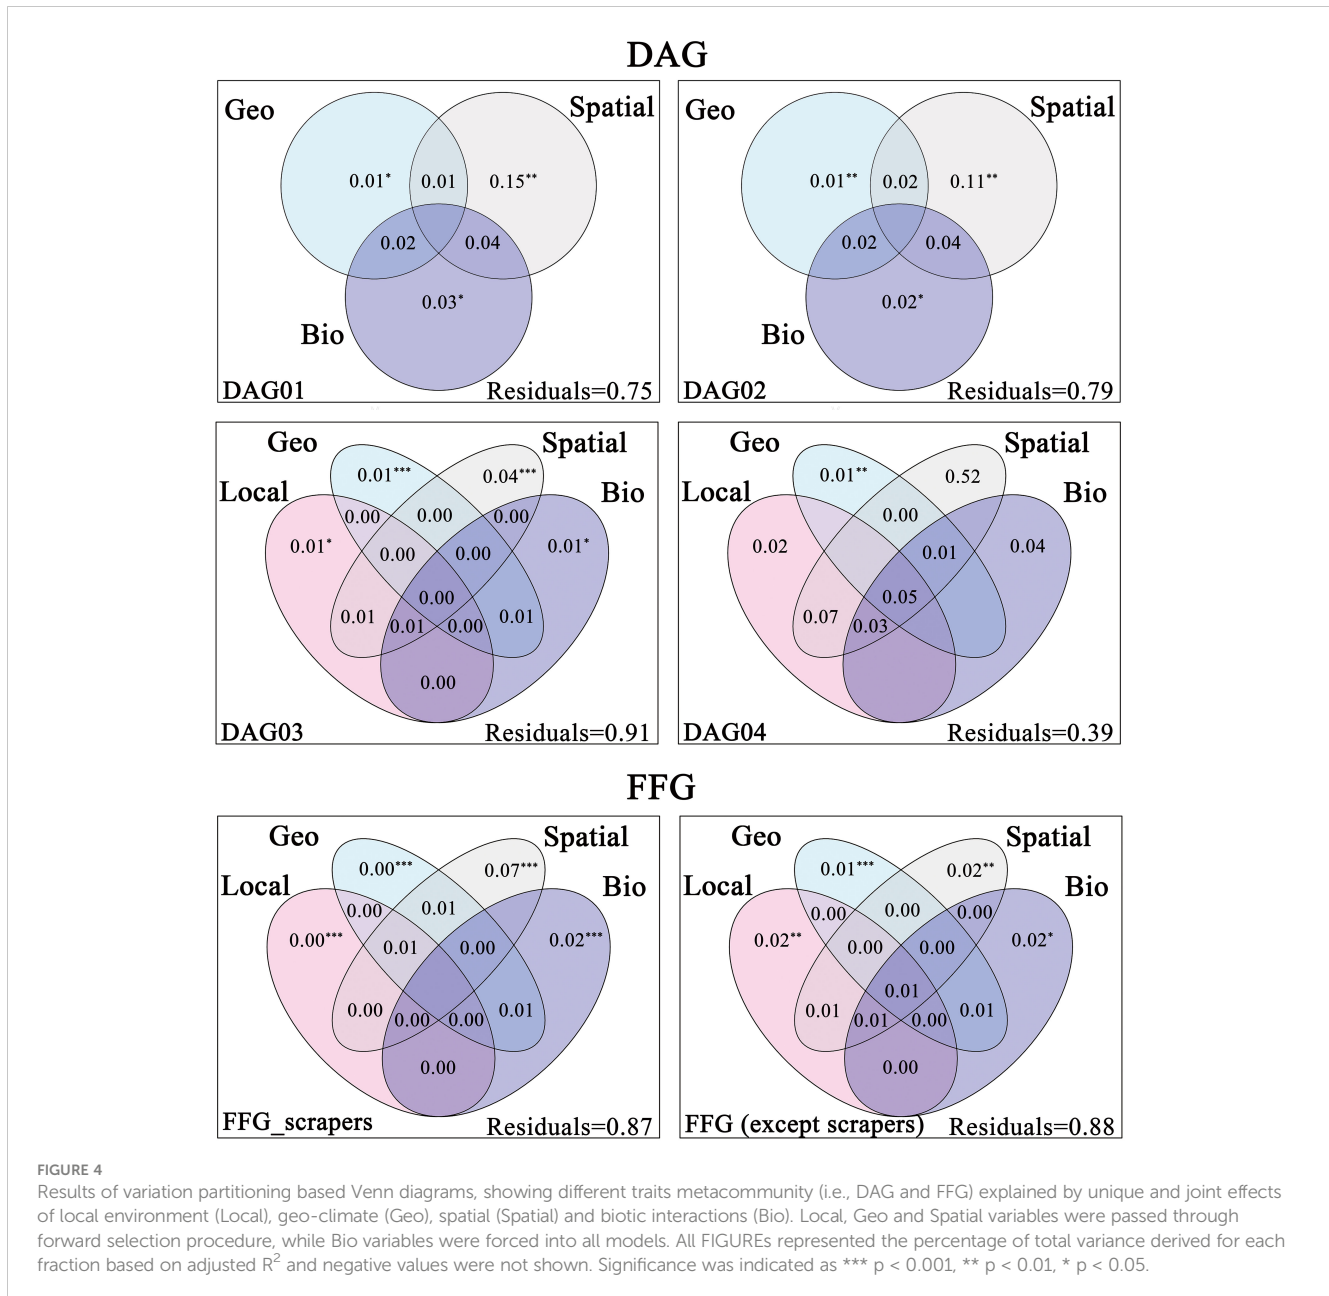 DAG
Geo Spatial
0.01* 0.01 0.15**
0.02 0.04
0.03*
Bio
DAG01 Residuals=0.75
Geo Spatial
0.01** 0.02 0.11**
0.02 0.04
0.02*
Bio
DAG02 Residuals=0.79
Geo Spatial
Local Bio
0.01*** 0.04***
0.00 0.00 0.00
0.01* 0.00 0.00 0.01*
0.00
0.01 0.01 0.00 0.01
0.00
DAG03 Residuals=0.91
Geo Spatial
Local Bio
0.01** 0.52
0.00
0.02 0.01 0.04
0.05
0.07 0.03
DAG04 Residuals=0.39
FFG
Geo Spatial
Local Bio
0.00*** 0.07***
0.00 0.01
0.00*** 0.01 0.00 0.02***
0.00 0.00 0.00 0.01
0.00
FFG_scrapers Residuals=0.87
Geo Spatial
Local Bio
0.01*** 0.02**
0.00 0.00 0.00
0.02** 0.00 0.00 0.02*
0.01
0.01 0.01 0.00 0.01
0.00
FFG (except scrapers) Residuals=0.88
FIGURE 4
Results of variation partitioning based Venn diagrams, showing different traits metacommunity (i.e., DAG and FFG) explained by unique and joint effects
of local environment (Local), geo-climate (Geo), spatial (Spatial) and biotic interactions (Bio). Local, Geo and Spatial variables were passed through
forward selection procedure, while Bio variables were forced into all models. All FIGUREs represented the percentage of total variance derived for each
fraction based on adjusted R² and negative values were not shown. Significance was indicated as *** p < 0.001, ** p < 0.01, * p < 0.05.